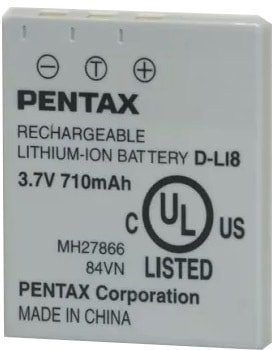 − T +
PENTAX
RECHARGEABLE
LITHIUM-ION BATTERY D-LI8
3.7V 710mAh
C UL US
LISTED
MH27866
84VN
PENTAX Corporation
MADE IN CHINA